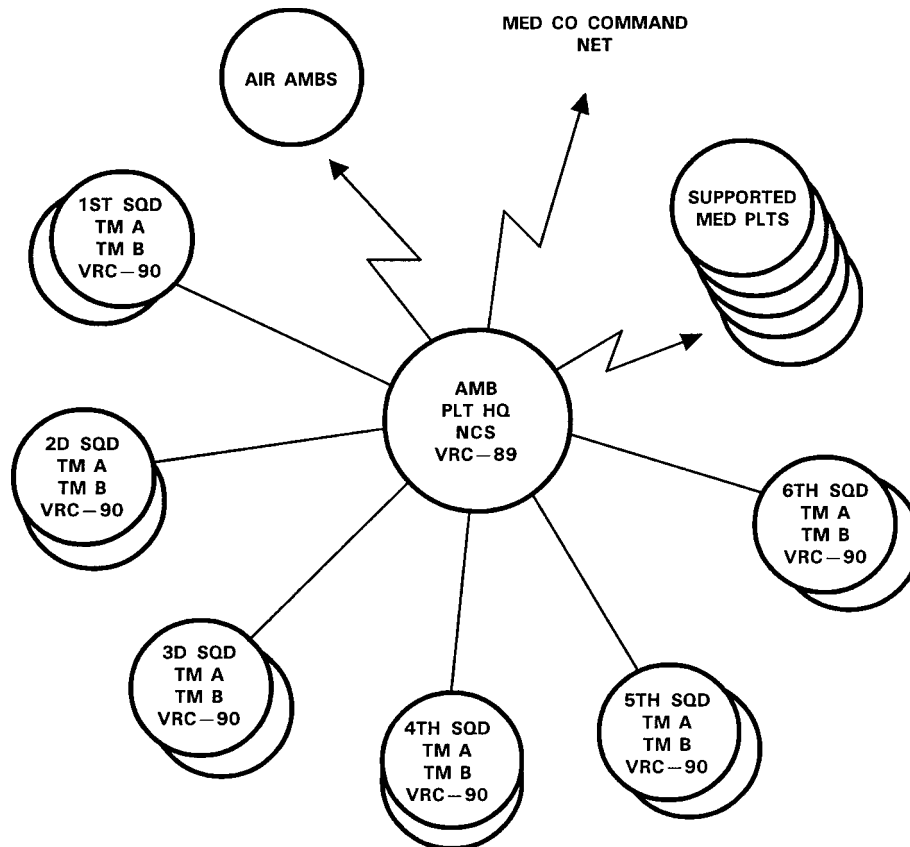 MED CO COMMAND
NET
AIR AMBS
SUPPORTED
MED PLTS
1ST SQD
TM A
TM B
VRC—90
AMB
PLT HQ
NCS
VRC—89
2D SQD
TM A
TM B
VRC—90
6TH SQD
TM A
TM B
VRC—90
3D SQD
TM A
TM B
VRC—90
4TH SQD
TM A
TM B
VRC—90
5TH SQD
TM A
TM B
VRC—90